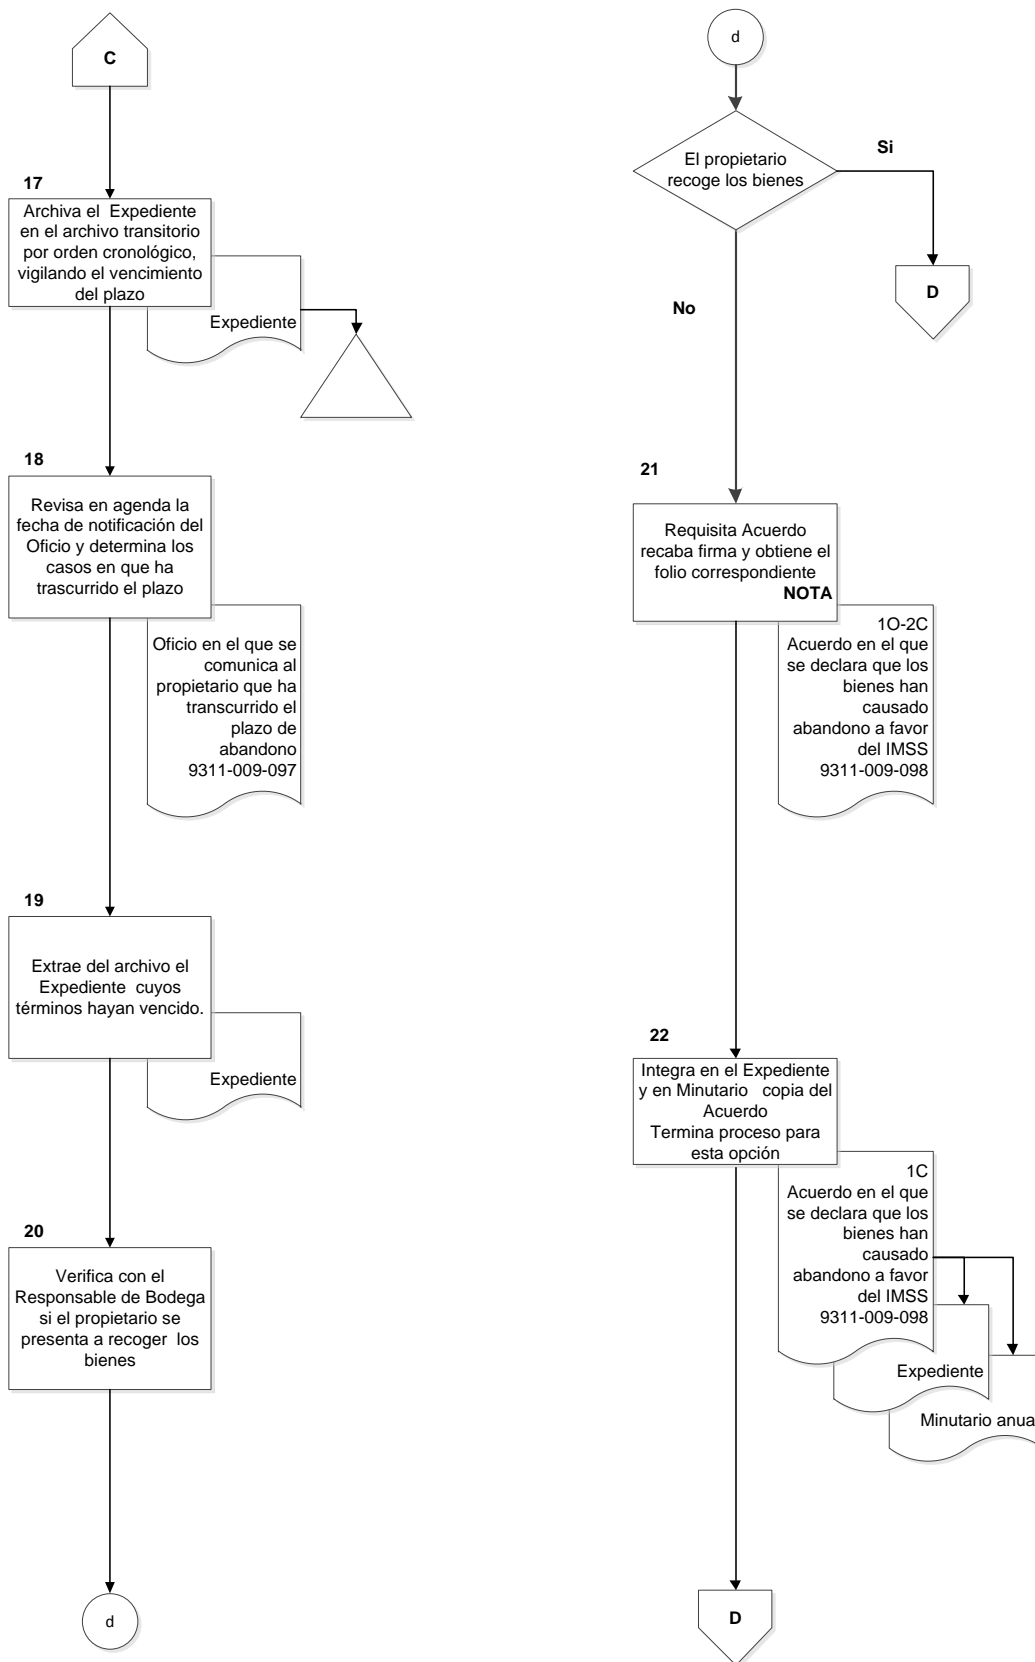 C
17
Archiva el Expediente
en el archivo transitorio
por orden cronológico,
vigilando el vencimiento
del plazo
Expediente
18
Revisa en agenda la
fecha de notificación del
Oficio y determina los
casos en que ha
trascurrido el plazo
Oficio en el que se
comunica al
propietario que ha
transcurrido el
plazo de
abandono
9311-009-097
19
Extrae del archivo el
Expediente cuyos
términos hayan vencido.
Expediente
20
Verifica con el
Responsable de Bodega
si el propietario se
presenta a recoger los
bienes
d
d
El propietario
recoge los bienes
Si
D
No
21
Requisita Acuerdo
recaba firma y obtiene el
folio correspondiente
NOTA
1O-2C
Acuerdo en el que
se declara que los
bienes han
causado
abandono a favor
del IMSS
9311-009-098
22
Integra en el Expediente
y en Minutario copia del
Acuerdo
Termina proceso para
esta opción
1C
Acuerdo en el que
se declara que los
bienes han
causado
abandono a favor
del IMSS
9311-009-098
Expediente
Minutario anua
D